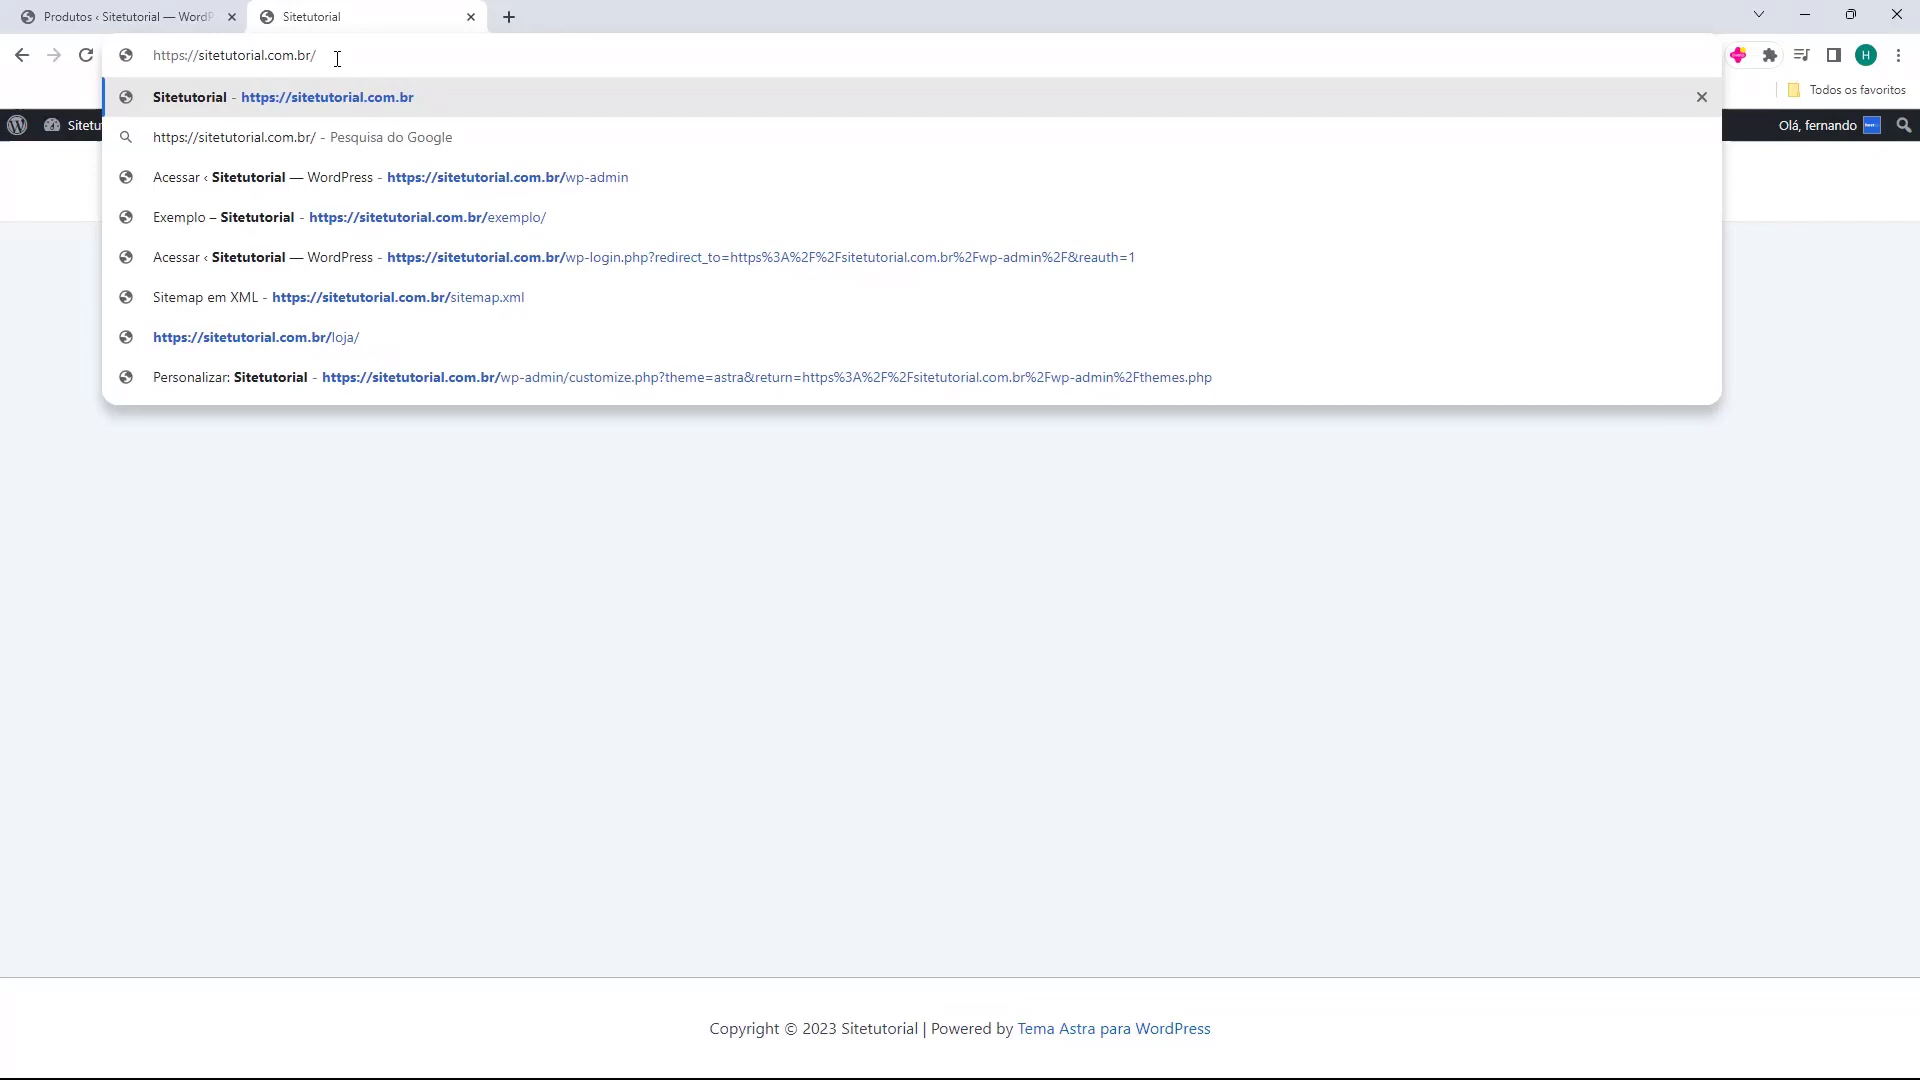 Produtos ‹ Sitetutorial — WordP
Sitetutorial
https://sitetutorial.com.br/
H
Sitetutorial - https://sitetutorial.com.br
Todos os favoritos
Sitetu
Olá, fernando
https://sitetutorial.com.br/ - Pesquisa do Google
Acessar ‹ Sitetutorial — WordPress - https://sitetutorial.com.br/wp-admin
Exemplo – Sitetutorial - https://sitetutorial.com.br/exemplo/
Acessar ‹ Sitetutorial — WordPress - https://sitetutorial.com.br/wp-login.php?redirect_to=https%3A%2F%2Fsitetutorial.com.br%2Fwp-admin%2F&reauth=1
Sitemap em XML - https://sitetutorial.com.br/sitemap.xml
https://sitetutorial.com.br/loja/
Personalizar: Sitetutorial - https://sitetutorial.com.br/wp-admin/customize.php?theme=astra&return=https%3A%2F%2Fsitetutorial.com.br%2Fwp-admin%2Fthemes.php
Copyright © 2023 Sitetutorial | Powered by Tema Astra para WordPress